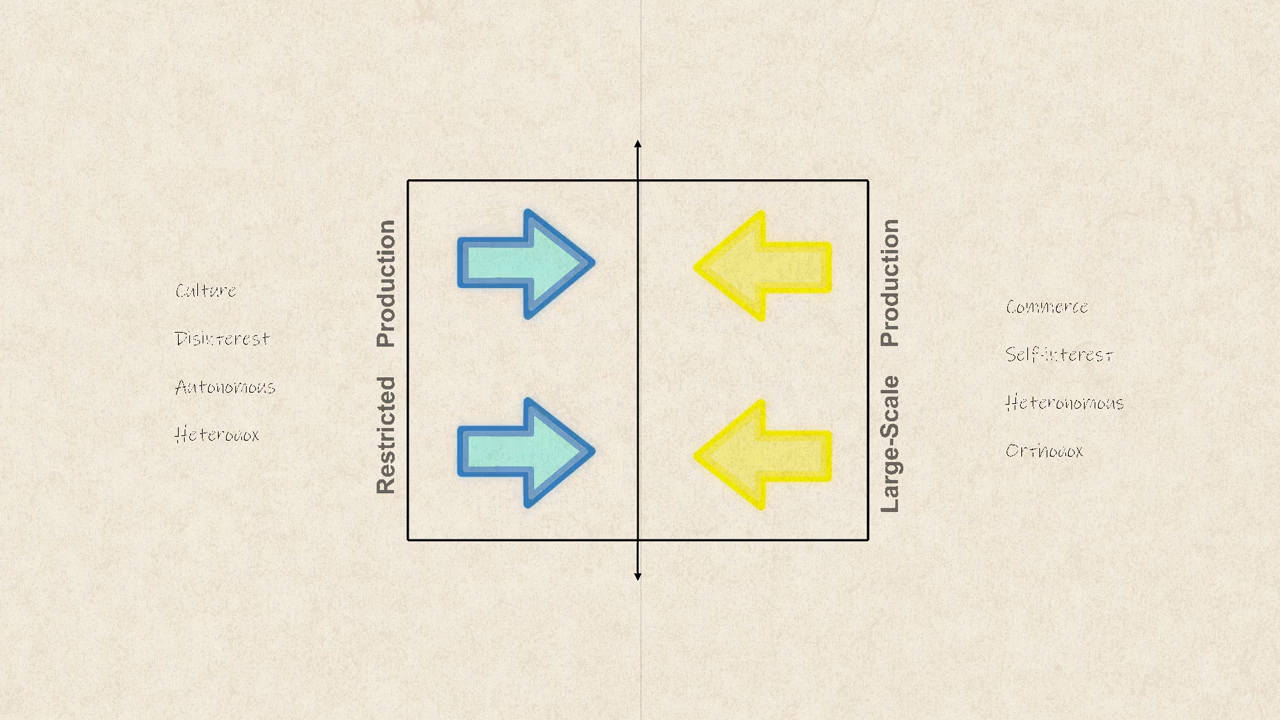 Culture
Disinterest
Autonomous
Heterodox
Restricted Production
Large-Scale Production
Commerce
Self-interest
Heteronomous
Orthodox